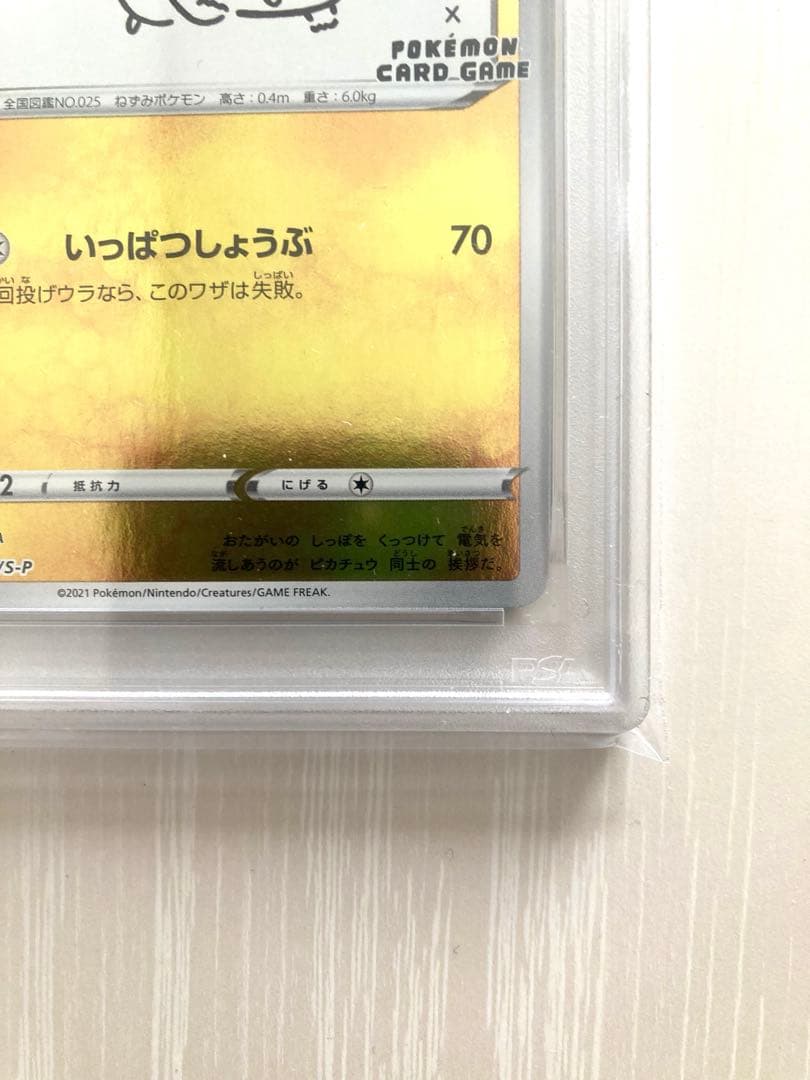 ×
POKÉMON
CARD GAME
全国図鑑NO.025 ねずみポケモン 高さ:0.4m 重さ:6.0kg
いっぱつしょうぶ 70
回投げウラなら、このワザは失敗。
2 抵抗力 にげる
おたがいの しっぽを くっつけて 電気を
流しあうのが ピカチュウ 同士の 挨拶だ。
/S-P
©2021 Pokémon/Nintendo/Creatures/GAME FREAK.
PSA